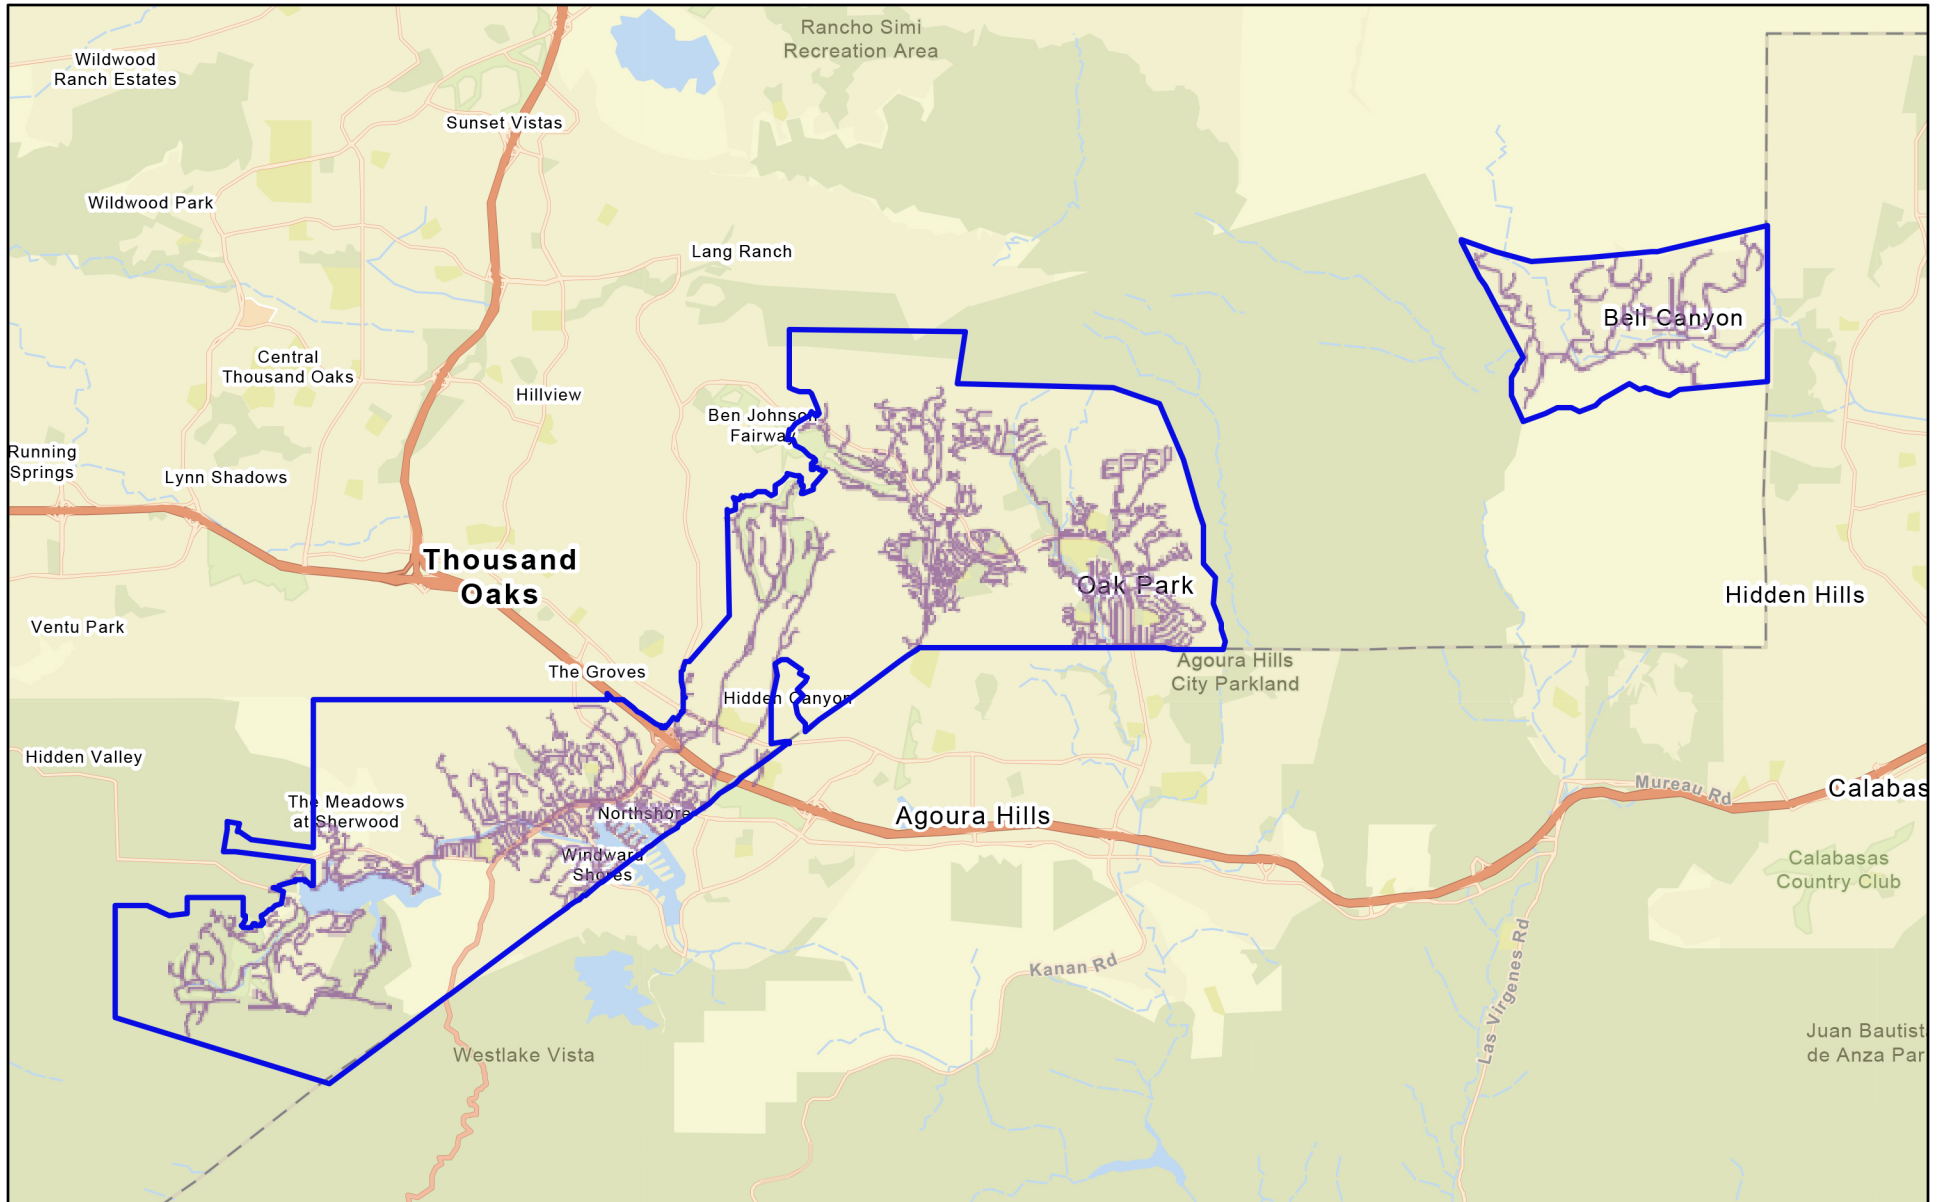 Rancho Simi
Recreation Area
Wildwood
Ranch Estates
Sunset Vistas
Wildwood Park
Lang Ranch
Bell Canyon
Central
Thousand Oaks
Hillview
Ben Johnson
Fairway
Running
Springs
Lynn Shadows
Thousand
Oaks
Oak Park
Hidden Hills
Ventu Park
The Groves
Agoura Hills
City Parkland
Hidden Canyon
Hidden Valley
Mureau Rd
Calabas
The Meadows
at Sherwood
Northshore
Agoura Hills
Windward
Shores
Calabasas
Country Club
Kanan Rd
Las Virgenes Rd
Westlake Vista
Juan Bautist
de Anza Par